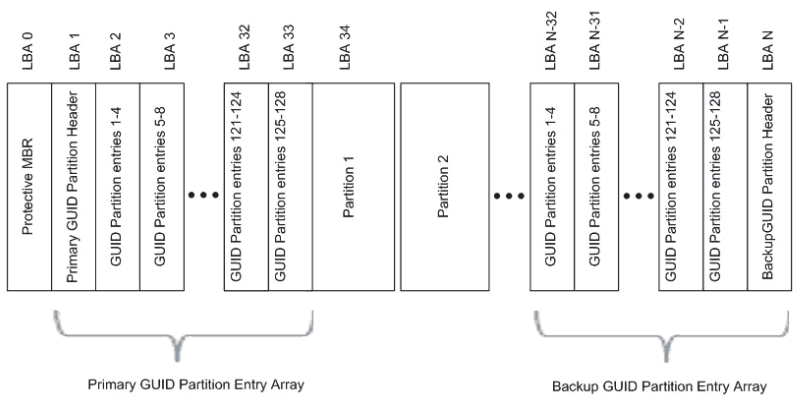 LBA 0
LBA 1
LBA 2
LBA 3
LBA 32
LBA 33
LBA 34
LBA N-32
LBA N-31
LBA N-2
LBA N-1
LBA N
Protective MBR
Primary GUID Partition Header
GUID Partition entries 1-4
GUID Partition entries 5-8
GUID Partition entries 121-124
GUID Partition entries 125-128
Partition 1
Partition 2
GUID Partition entries 1-4
GUID Partition entries 5-8
GUID Partition entries 121-124
GUID Partition entries 125-128
BackupGUID Partition Header
Primary GUID Partition Entry Array
Backup GUID Partition Entry Array